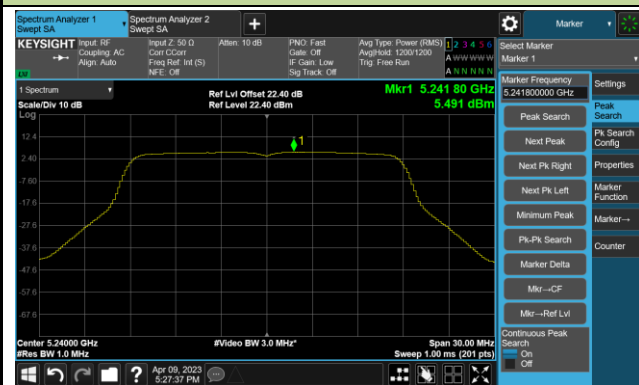 Spectrum Analyzer 1
Swept SA
Spectrum Analyzer 2
Swept SA
+
Marker
KEYSIGHT
Input: RF
Coupling: AC
Align: Auto
Input Z: 50 Ω
Corr CCorr
Freq Ref: Int (S)
NFE: Off
Atten: 10 dB
PNO: Fast
Gate: Off
IF Gain: Low
Sig Track: Off
Avg Type: Power (RMS)
Avg|Hold: 1200/1200
Trig: Free Run
1 2 3 4 5 6
A W W W W W
A N N N N N
LXI
Select Marker
Marker 1
1 Spectrum
Scale/Div 10 dB
Log
Ref Lvl Offset 22.40 dB
Ref Level 22.40 dBm
Mkr1 5.241 80 GHz
5.491 dBm
1
12.4
2.40
-7.60
-17.6
-27.6
-37.6
-47.6
-57.6
-67.6
Center 5.24000 GHz
#Res BW 1.0 MHz
#Video BW 3.0 MHz*
Span 30.00 MHz
Sweep 1.00 ms (201 pts)
Marker Frequency
5.241800000 GHz
Peak Search
Next Peak
Next Pk Right
Next Pk Left
Minimum Peak
Pk-Pk Search
Marker Delta
Mkr→CF
Mkr→Ref Lvl
Continuous Peak
Search
On
Off
Settings
Peak
Search
Pk Search
Config
Properties
Marker
Function
Marker→
Counter
?
Apr 09, 2023
5:27:37 PM